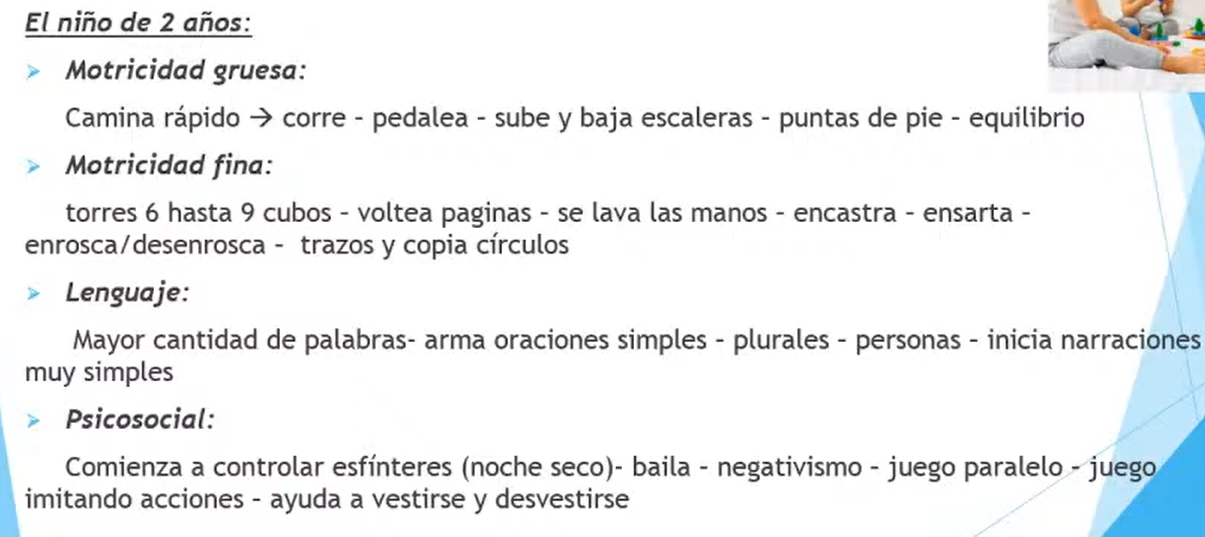 El niño de 2 años:
➢ Motricidad gruesa:
Camina rápido → corre - pedalea - sube y baja escaleras - puntas de pie - equilibrio
➢ Motricidad fina:
torres 6 hasta 9 cubos - voltea paginas - se lava las manos - encastra - ensarta -
enrosca/desenrosca - trazos y copia círculos
➢ Lenguaje:
Mayor cantidad de palabras- arma oraciones simples - plurales - personas - inicia narraciones
muy simples
➢ Psicosocial:
Comienza a controlar esfínteres (noche seco)- baila - negativismo - juego paralelo - juego
imitando acciones - ayuda a vestirse y desvestirse